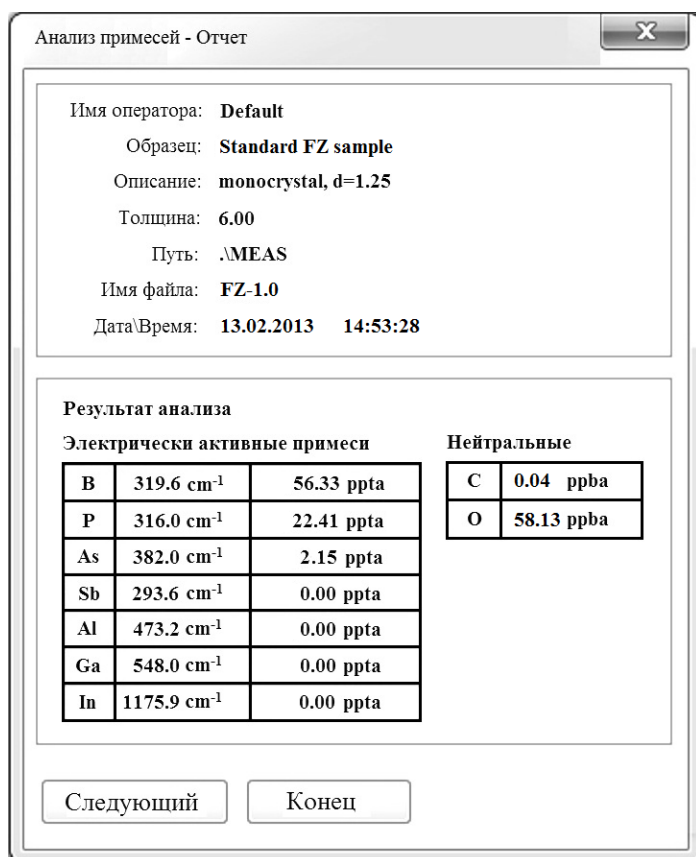 Анализ примесей - Отчет
Имя оператора: Default
Образец: Standard FZ sample
Описание: monocrystal, d=1.25
Толщина: 6.00
Путь: .\MEAS
Имя файла: FZ-1.0
Дата\Время: 13.02.2013 14:53:28
Результат анализа
Электрически активные примеси
B 319.6 cm⁻¹ 56.33 ppta
P 316.0 cm⁻¹ 22.41 ppta
As 382.0 cm⁻¹ 2.15 ppta
Sb 293.6 cm⁻¹ 0.00 ppta
Al 473.2 cm⁻¹ 0.00 ppta
Ga 548.0 cm⁻¹ 0.00 ppta
In 1175.9 cm⁻¹ 0.00 ppta
Нейтральные
C 0.04 ppba
O 58.13 ppba
Следующий Конец